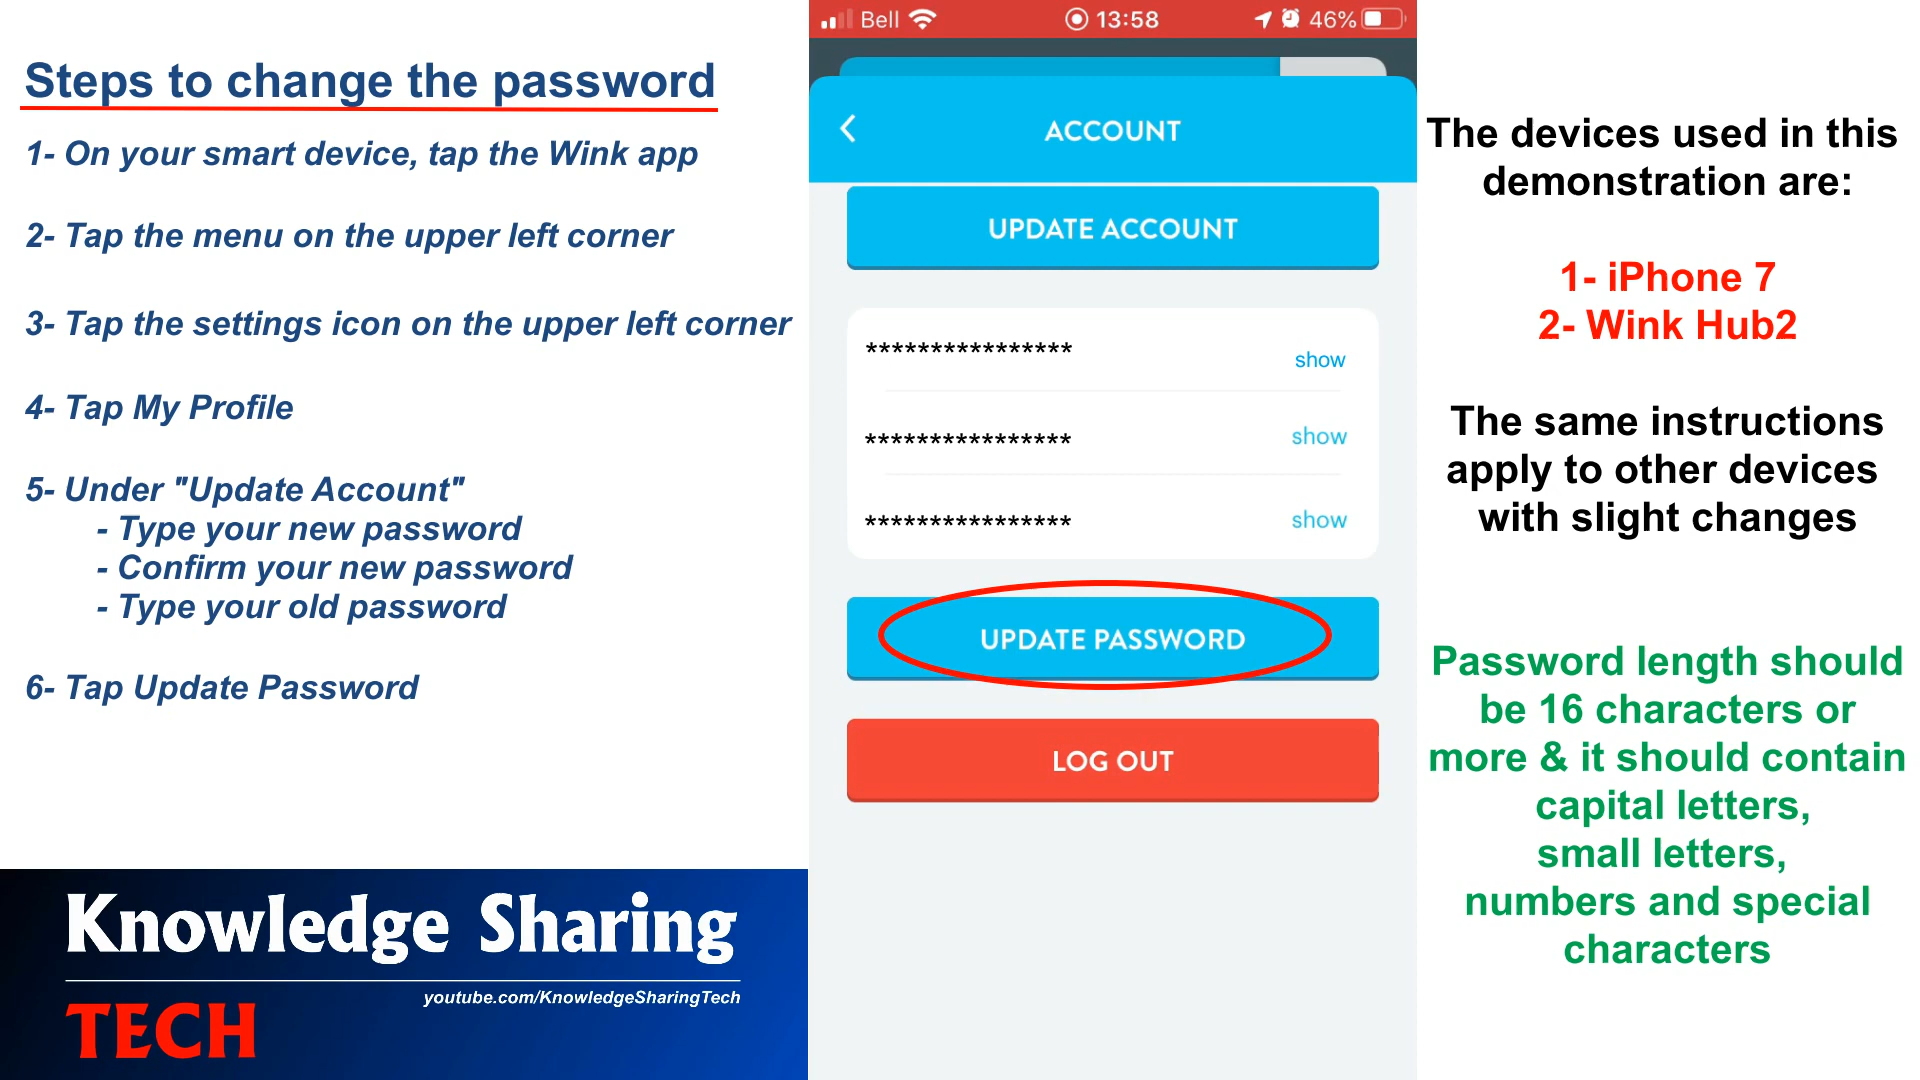 Steps to change the password
1- On your smart device, tap the Wink app
2- Tap the menu on the upper left corner
3- Tap the settings icon on the upper left corner
4- Tap My Profile
5- Under "Update Account"
- Type your new password
- Confirm your new password
- Type your old password
6- Tap Update Password
Knowledge Sharing
youtube.com/KnowledgeSharingTech
TECH
Bell 13:58 46%
ACCOUNT
UPDATE ACCOUNT
**************** show
**************** show
**************** show
UPDATE PASSWORD
LOG OUT
The devices used in this
demonstration are:
1- iPhone 7
2- Wink Hub2
The same instructions
apply to other devices
with slight changes
Password length should
be 16 characters or
more & it should contain
capital letters,
small letters,
numbers and special
characters